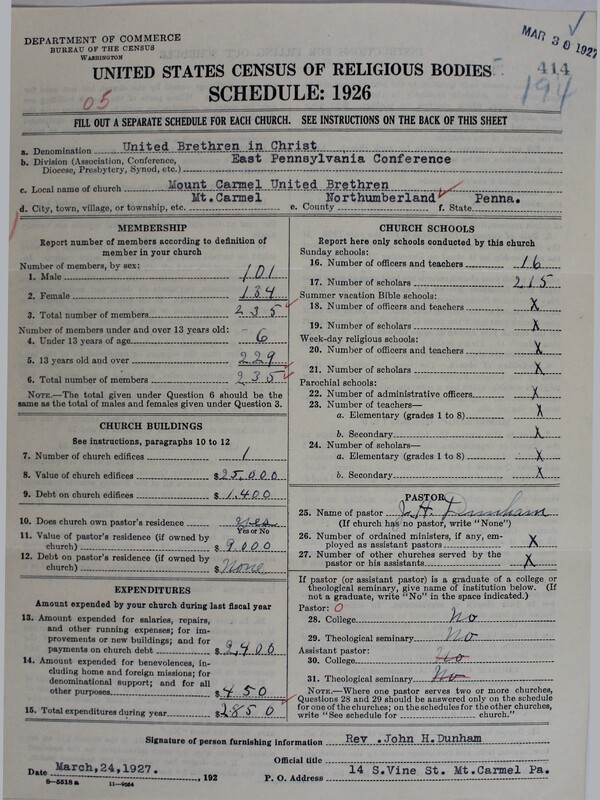 DEPARTMENT OF COMMERCE
BUREAU OF THE CENSUS
WASHINGTON
MAR 30 1927
414
194
UNITED STATES CENSUS OF RELIGIOUS BODIES
SCHEDULE: 1926
05
FILL OUT A SEPARATE SCHEDULE FOR EACH CHURCH. SEE INSTRUCTIONS ON THE BACK OF THIS SHEET
a. Denomination United Brethren in Christ
b. Division (Association, Conference, Diocese, Presbytery, Synod, etc.) East Pennsylvania Conference
c. Local name of church Mount Carmel United Brethren
d. City, town, village, or township, etc. Mt.Carmel e. County Northumberland f. State Penna.
MEMBERSHIP
Report number of members according to definition of
member in your church
Number of members, by sex:
1. Male 101
2. Female 134
3. Total number of members 235
Number of members under and over 13 years old:
4. Under 13 years of age 6
5. 13 years old and over 229
6. Total number of members 235
NOTE.—The total given under Question 6 should be
same as the total of males and females given under Question 3.
CHURCH BUILDINGS
See instructions, paragraphs 10 to 12
7. Number of church edifices 1
8. Value of church edifices $25.000
9. Debt on church edifices $1.400
10. Does church own pastor's residence yes
Yes or No
11. Value of pastor's residence (if owned by
church) $9.000
12. Debt on pastor's residence (if owned by
church) $None
EXPENDITURES
Amount expended by your church during last fiscal year
13. Amount expended for salaries, repairs,
and other running expenses; for im-
provements or new buildings; and for
payments on church debt $2,400
14. Amount expended for benevolences, in-
cluding home and foreign missions; for
denominational support; and for all
other purposes $450
15. Total expenditures during year $2850
CHURCH SCHOOLS
Report here only schools conducted by this church
Sunday schools:
16. Number of officers and teachers 16
17. Number of scholars 215
Summer vacation Bible schools:
18. Number of officers and teachers X
19. Number of scholars X
Week-day religious schools:
20. Number of officers and teachers X
21. Number of scholars X
Parochial schools:
22. Number of administrative officers X
23. Number of teachers—
a. Elementary (grades 1 to 8) X
b. Secondary X
24. Number of scholars—
a. Elementary (grades 1 to 8) X
b. Secondary X
PASTOR
25. Name of pastor J. H. Dunham
(If church has no pastor, write "None")
26. Number of ordained ministers, if any, em-
ployed as assistant pastors X
27. Number of other churches served by the
pastor or his assistants X
If pastor (or assistant pastor) is a graduate of a college or
theological seminary, give name of institution below. (If
not a graduate, write "No" in the space indicated.)
Pastor: 0
28. College No
29. Theological seminary No
Assistant pastor:
30. College No
31. Theological seminary No
NOTE.—Where one pastor serves two or more churches,
Questions 28 and 29 should be answered only on the schedule
for one of the churches; on the schedules for the other churches,
write "See schedule for church."
Signature of person furnishing information Rev .John H.Dunham
Official title
Date March,24,1927. , 192
P. O. Address 14 S.Vine St. Mt.Carmel Pa.
8—5518a 11—9064